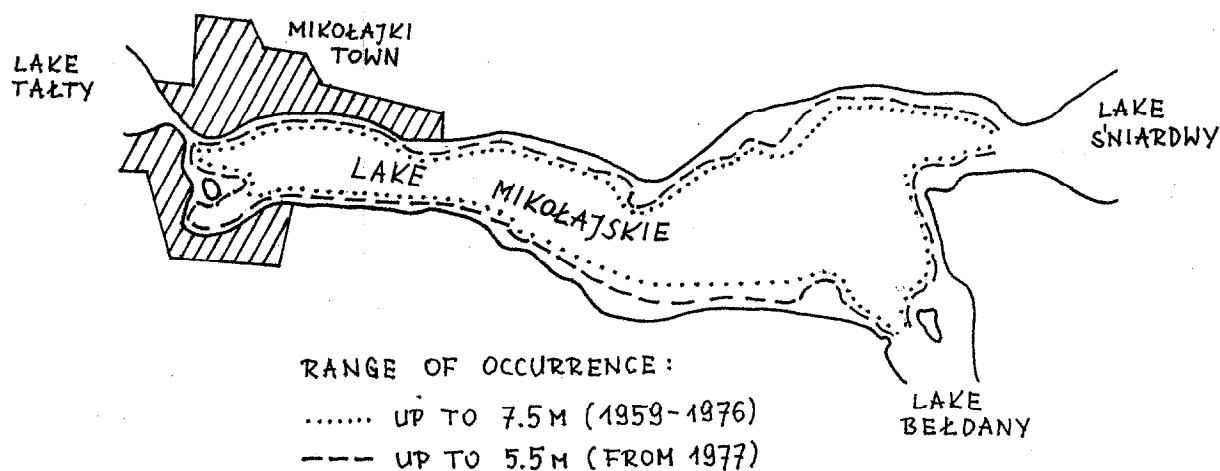 MIKOŁAJKI
TOWN
LAKE
TAŁTY
LAKE
ŚNIARDWY
LAKE
MIKOŁAJSKIE
RANGE OF OCCURRENCE:
....... UP TO 7.5 M (1959-1976)
--- UP TO 5.5 M (FROM 1977)
LAKE
BEŁDANY